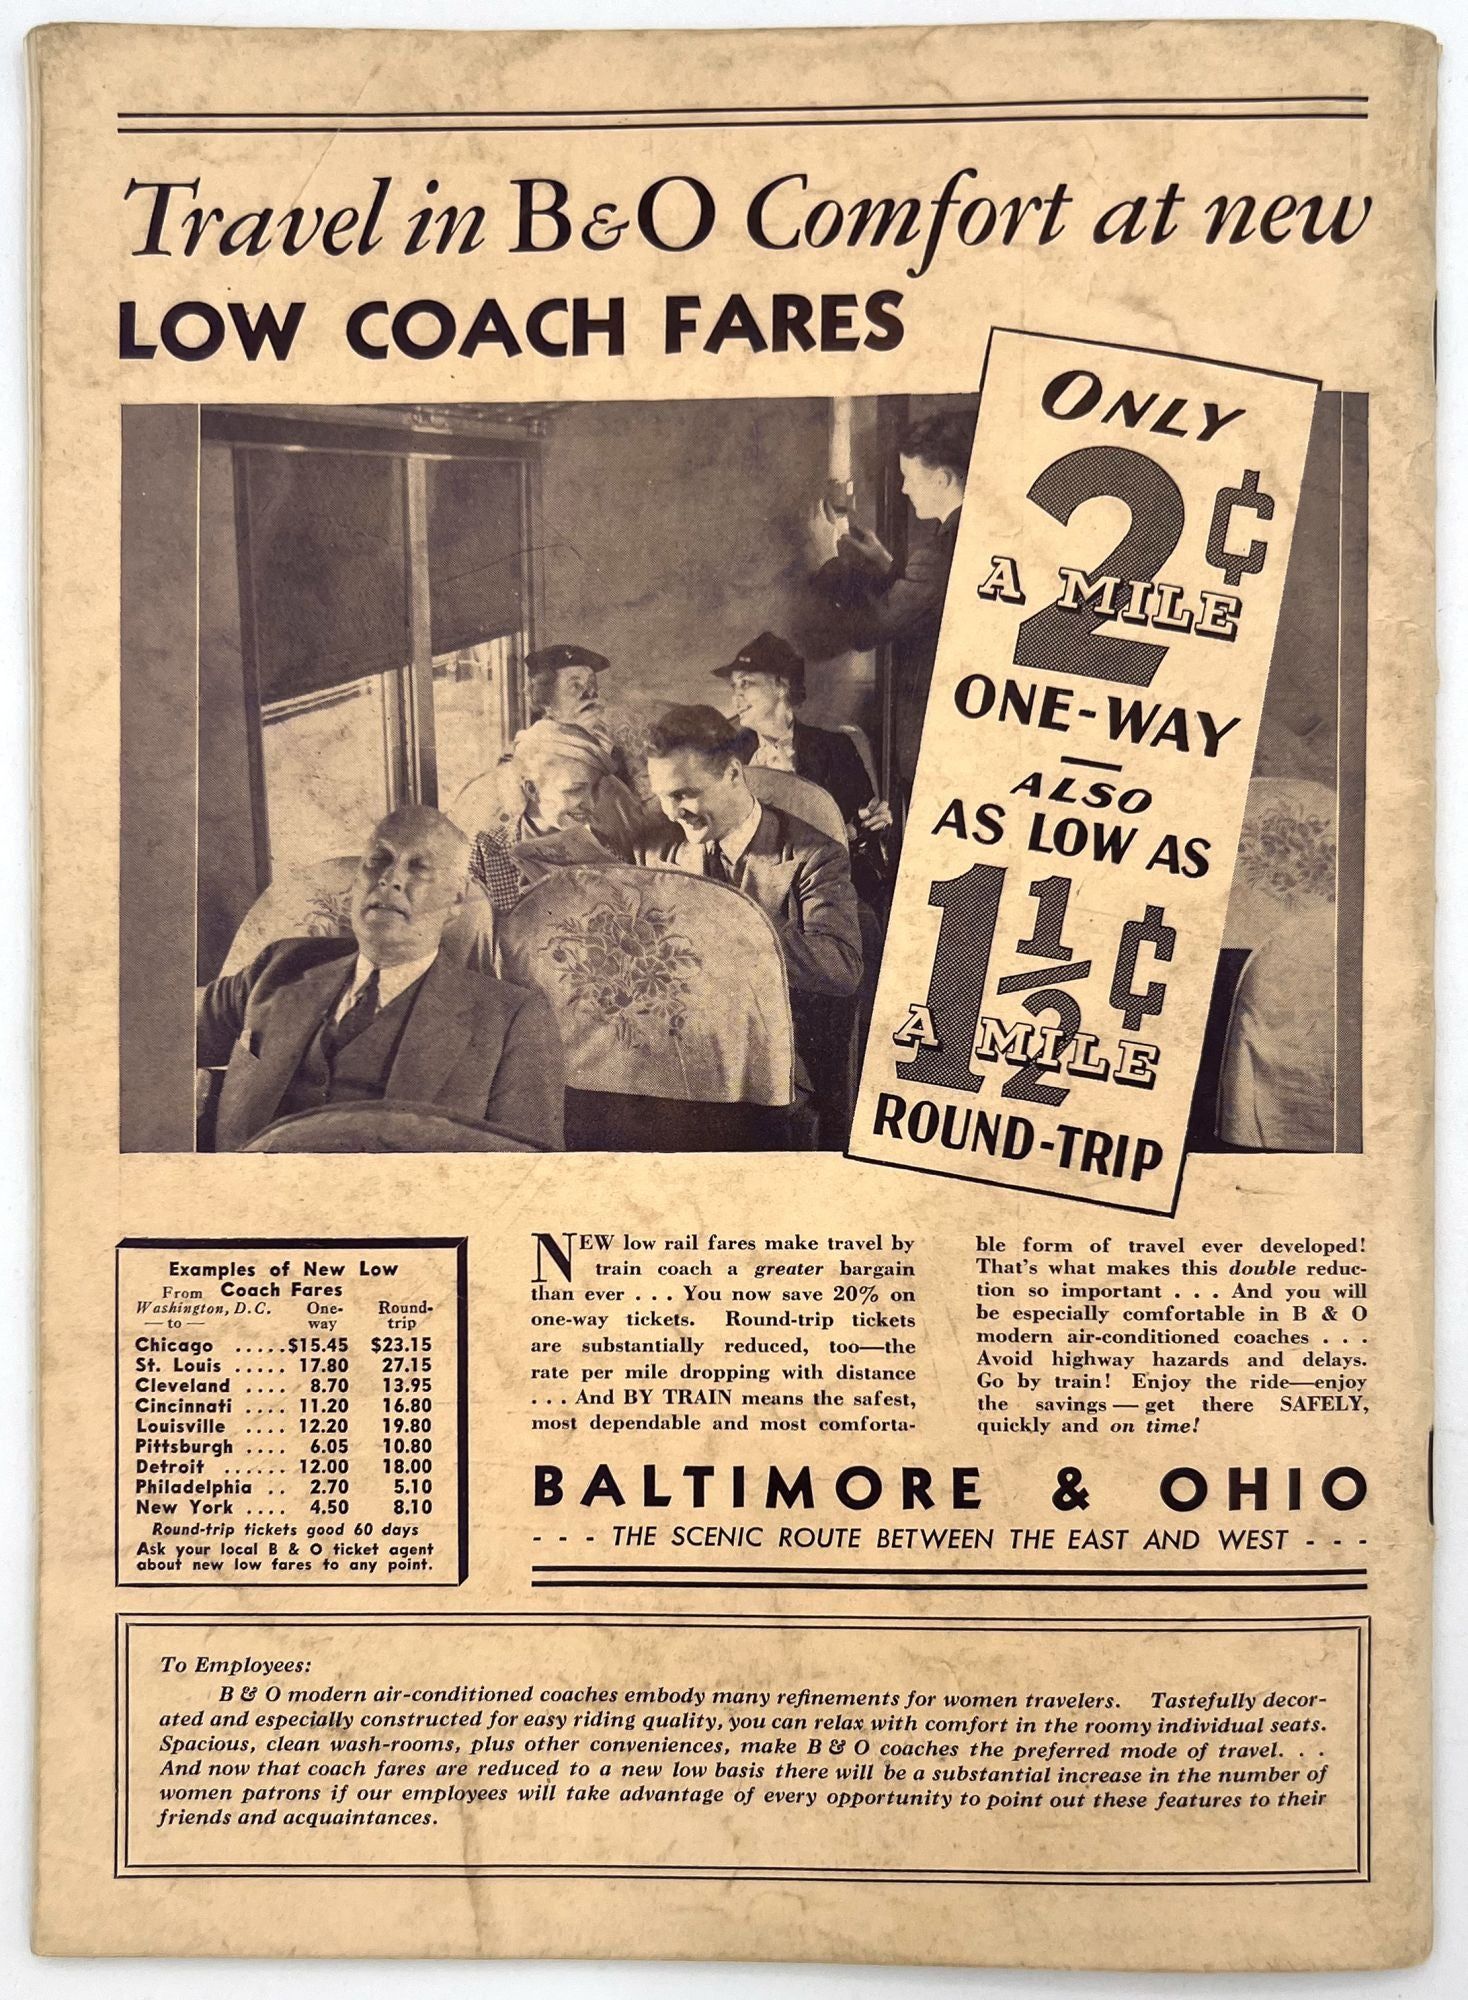 Travel in B&O Comfort at new
LOW COACH FARES
ONLY
2¢
A MILE
ONE-WAY
ALSO
AS LOW AS
1½¢
A MILE
ROUND-TRIP
Examples of New Low
From Coach Fares
Washington, D.C. One- Round-
— to — way trip
Chicago .....$15.45 $23.15
St. Louis ..... 17.80 27.15
Cleveland .... 8.70 13.95
Cincinnati .... 11.20 16.80
Louisville .... 12.20 19.80
Pittsburgh .... 6.05 10.80
Detroit ...... 12.00 18.00
Philadelphia .. 2.70 5.10
New York .... 4.50 8.10
Round-trip tickets good 60 days
Ask your local B & O ticket agent
about new low fares to any point.
NEW low rail fares make travel by
train coach a greater bargain
than ever . . . You now save 20% on
one-way tickets. Round-trip tickets
are substantially reduced, too—the
rate per mile dropping with distance
. . . And BY TRAIN means the safest,
most dependable and most comforta-
ble form of travel ever developed!
That's what makes this double reduc-
tion so important . . . And you will
be especially comfortable in B & O
modern air-conditioned coaches . . .
Avoid highway hazards and delays.
Go by train! Enjoy the ride—enjoy
the savings — get there SAFELY,
quickly and on time!
BALTIMORE & OHIO
- - - THE SCENIC ROUTE BETWEEN THE EAST AND WEST - - -
To Employees:
B & O modern air-conditioned coaches embody many refinements for women travelers. Tastefully decor-
ated and especially constructed for easy riding quality, you can relax with comfort in the roomy individual seats.
Spacious, clean wash-rooms, plus other conveniences, make B & O coaches the preferred mode of travel. . .
And now that coach fares are reduced to a new low basis there will be a substantial increase in the number of
women patrons if our employees will take advantage of every opportunity to point out these features to their
friends and acquaintances.